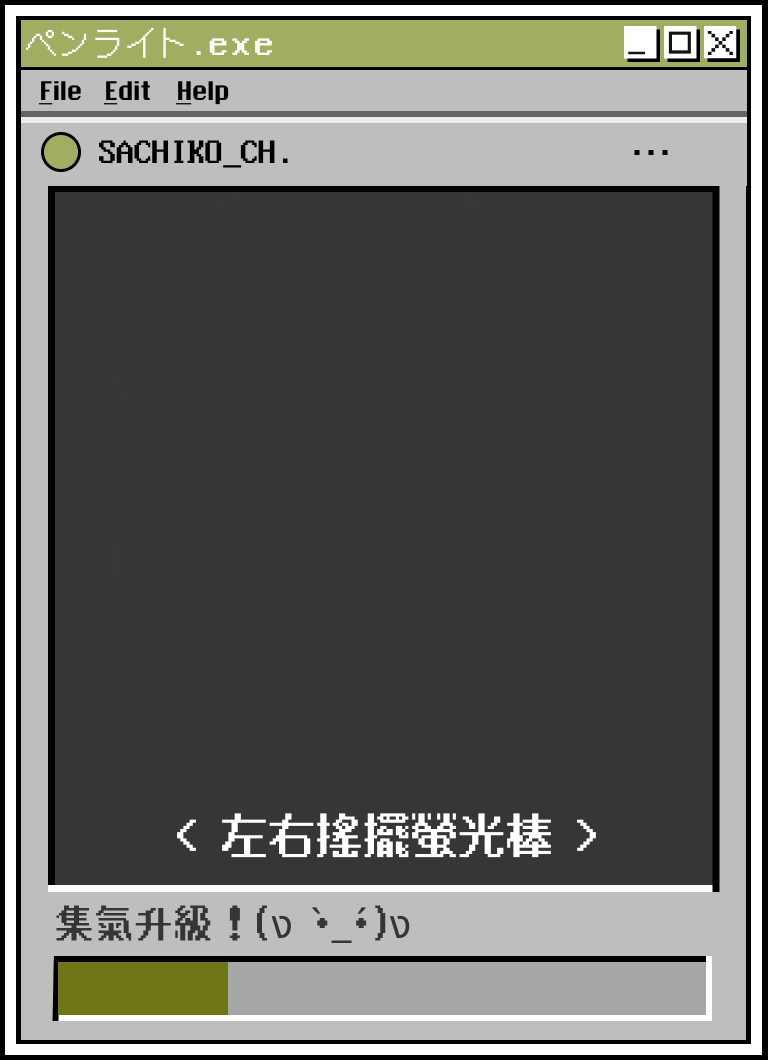 ペンライト.exe
File Edit Help
SACHIKO_CH. ...
< 左右搖擺螢光棒 >
集氣升級！(ง •̀_•́)ง